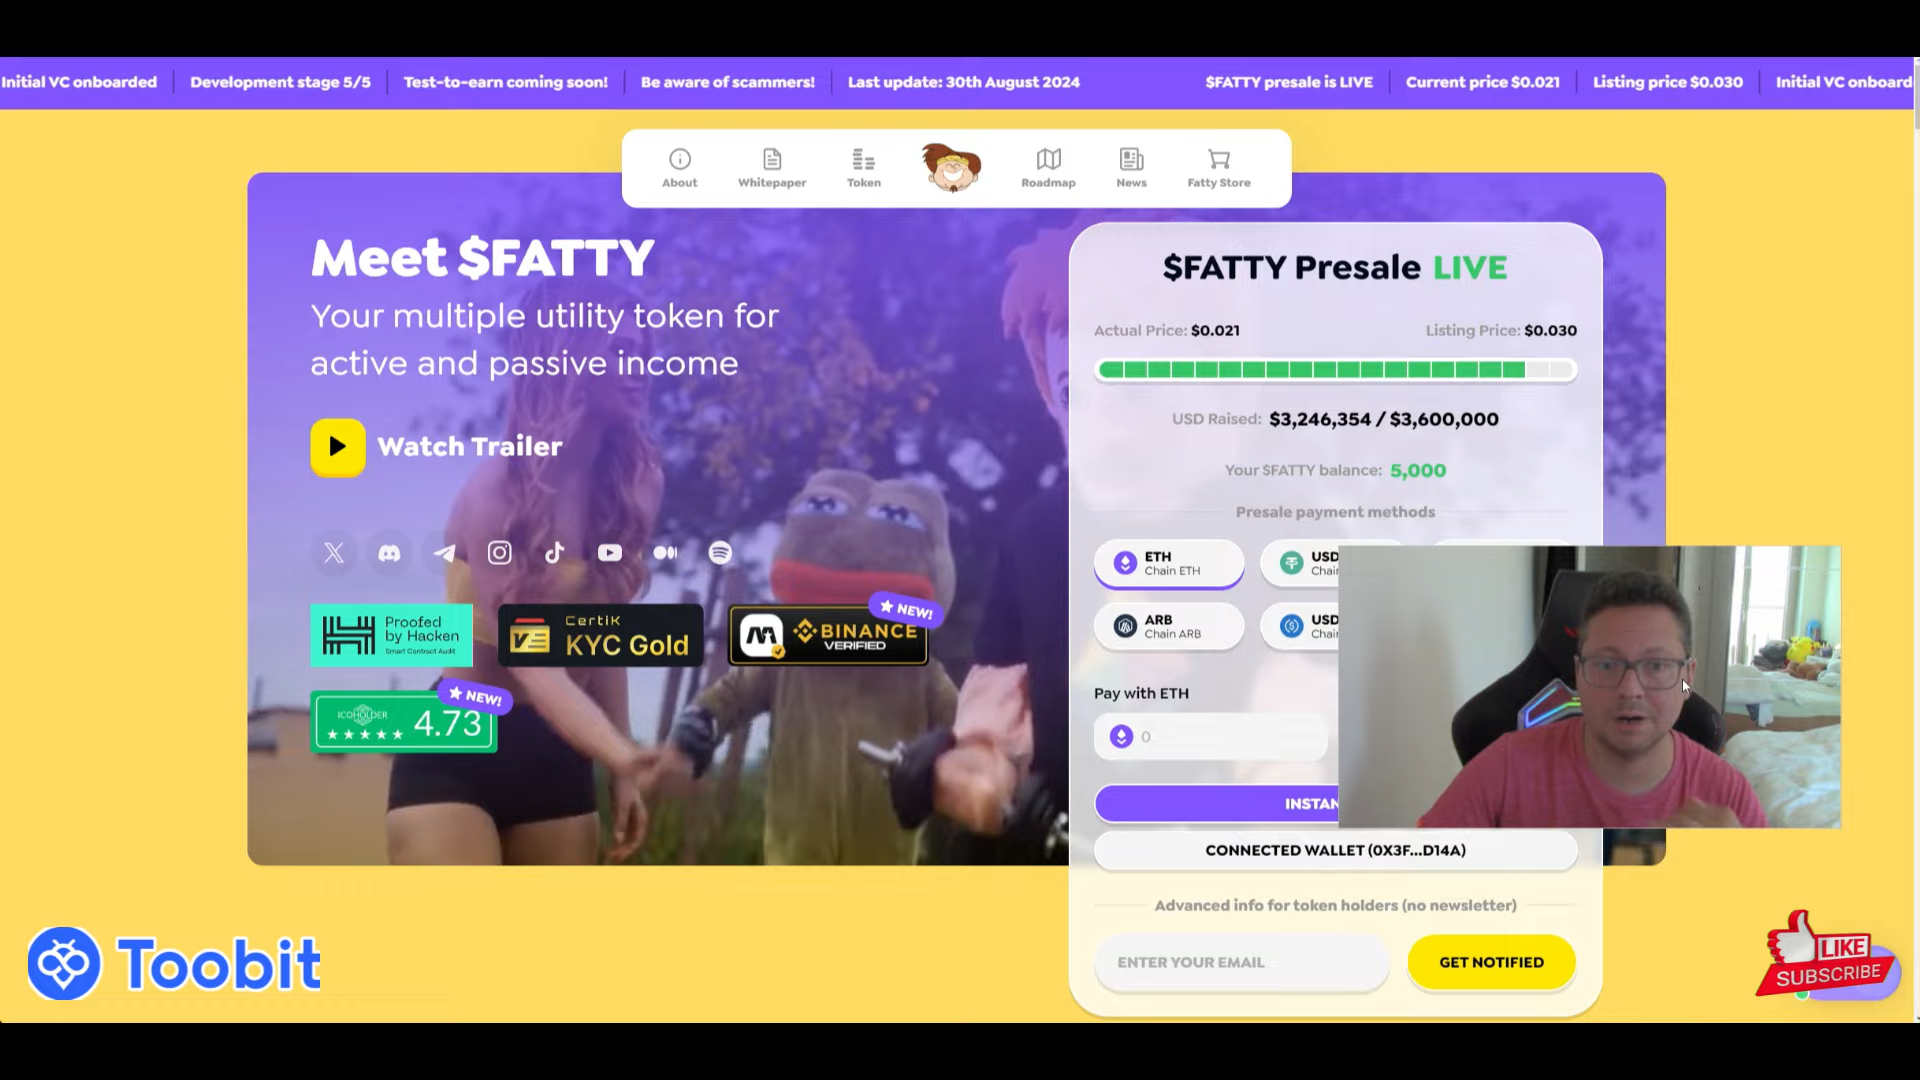 Initial VC onboarded
Development stage 5/5
Test-to-earn coming soon!
Be aware of scammers!
Last update: 30th August 2024
$FATTY presale is LIVE
Current price $0.021
Listing price $0.030
Initial VC onboard
About
Whitepaper
Token
Roadmap
News
Fatty Store
Meet $FATTY
Your multiple utility token for
active and passive income
Watch Trailer
Proofed
by Hacken
Smart Contract Audit
CertiK
KYC Gold
NEW!
BINANCE
VERIFIED
NEW!
ICOHOLDER
4.73
$FATTY Presale LIVE
Actual Price: $0.021
Listing Price: $0.030
USD Raised: $3,246,354 / $3,600,000
Your $FATTY balance: 5,000
Presale payment methods
ETH
Chain ETH
USD
Chai
ARB
Chain ARB
USD
Chai
Pay with ETH
0
INSTAN
CONNECTED WALLET (0X3F...D14A)
Advanced info for token holders (no newsletter)
ENTER YOUR EMAIL
GET NOTIFIED
Toobit
LIKE
SUBSCRIBE